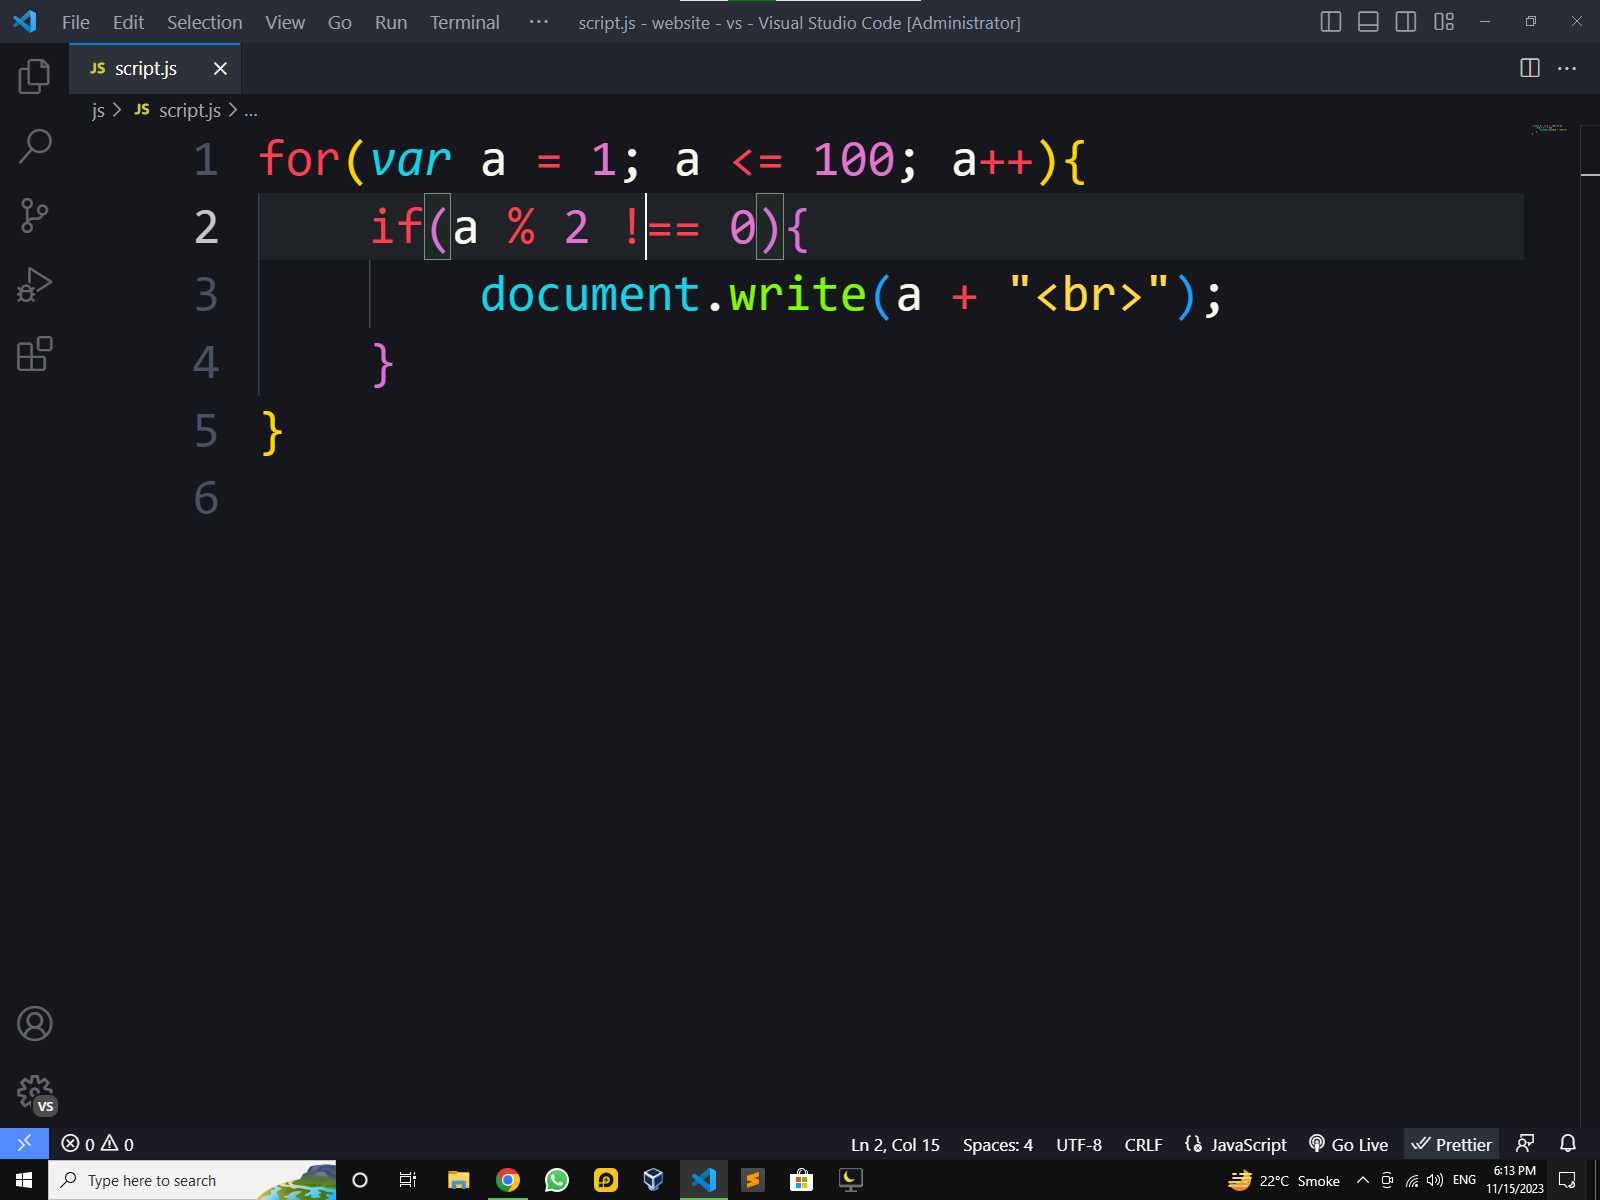 File Edit Selection View Go Run Terminal ··· script.js - website - vs - Visual Studio Code [Administrator]
JS script.js
js > JS script.js > ...
1 for(var a = 1; a <= 100; a++){
2 if(a % 2 !== 0){
3 document.write(a + "<br>");
4 }
5 }
6
VS
0 0 Ln 2, Col 15 Spaces: 4 UTF-8 CRLF JavaScript Go Live Prettier
Type here to search 22°C Smoke ENG 6:13 PM
11/15/2023